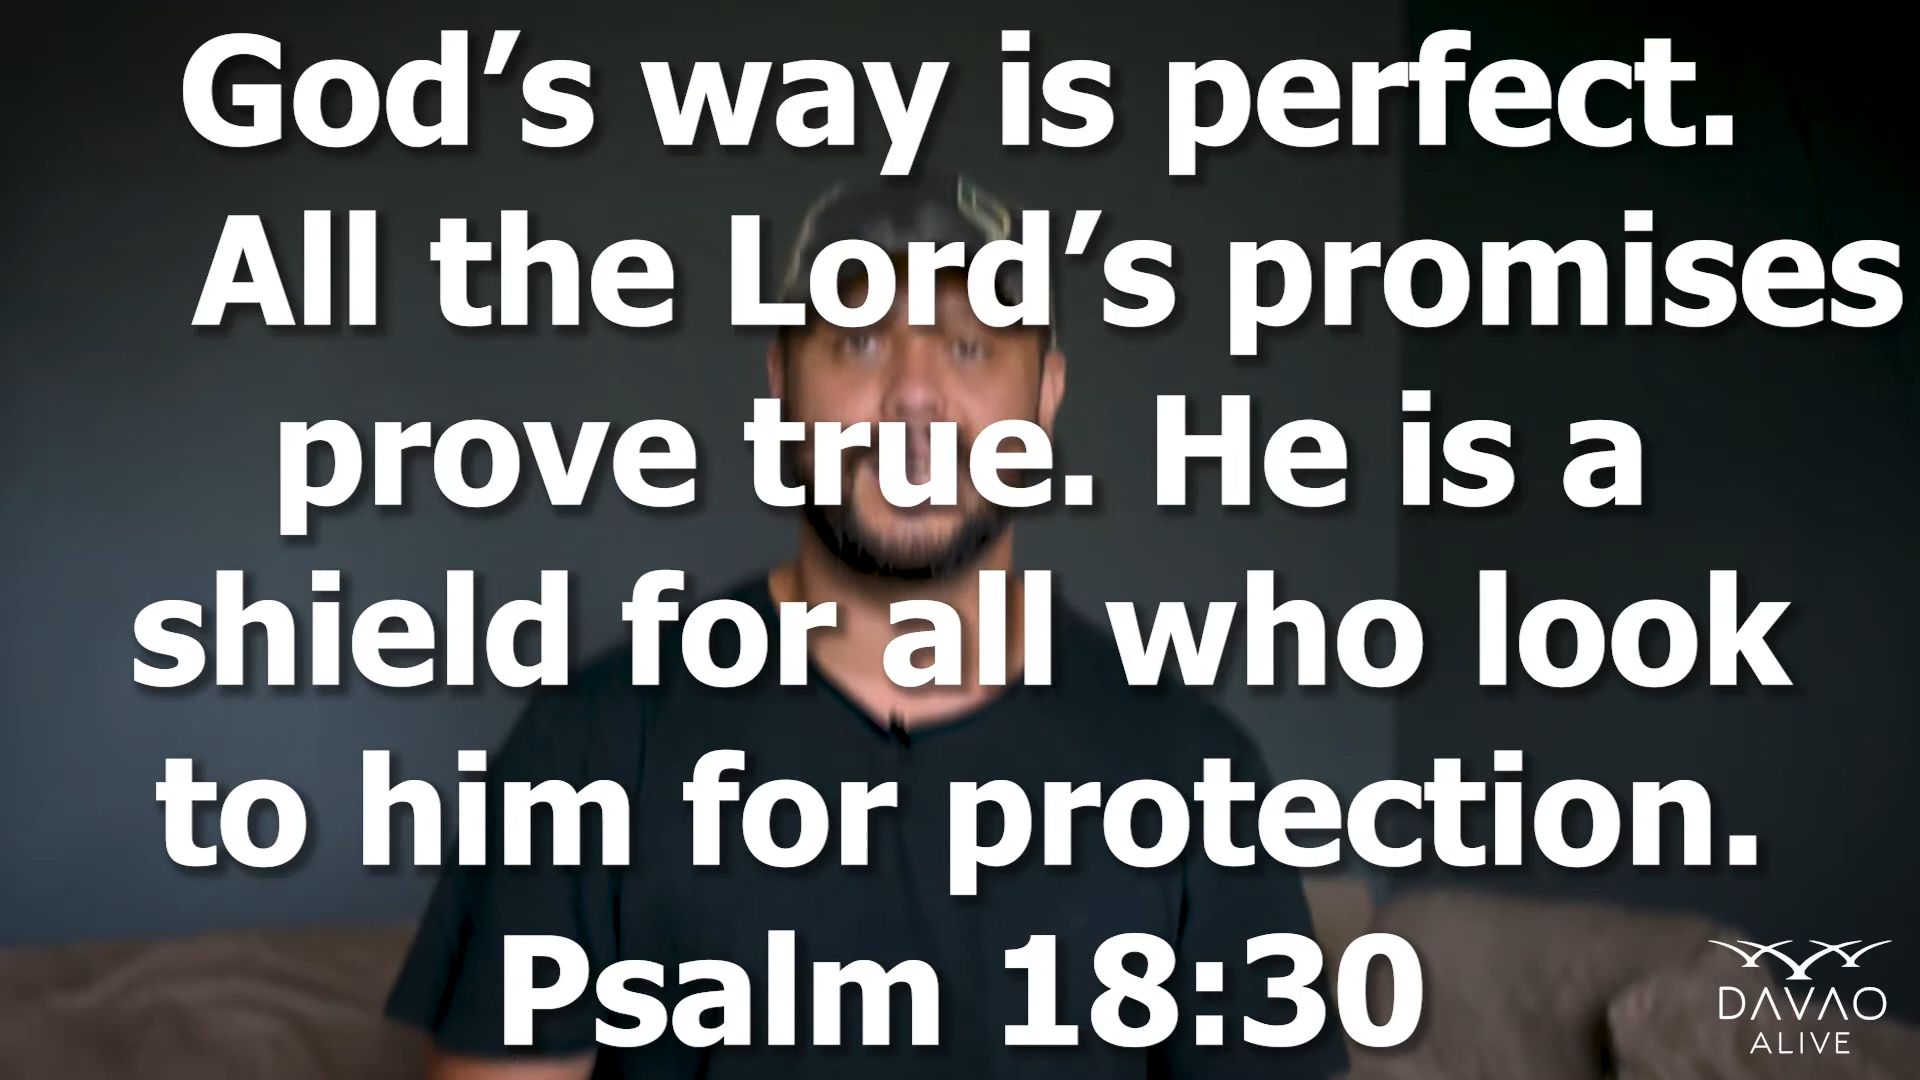 God’s way is perfect.
All the Lord’s promises
prove true. He is a
shield for all who look
to him for protection.
Psalm 18:30
DAVAO
ALIVE